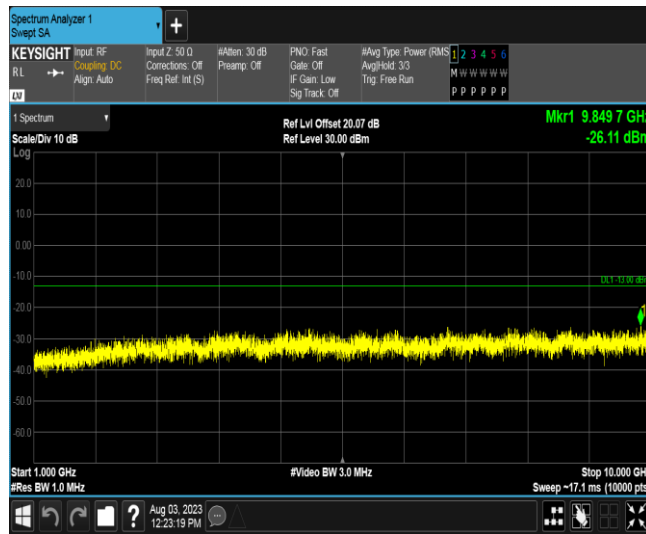 Spectrum Analyzer 1
Swept SA
+
KEYSIGHT
RL
LXI
Input: RF
Coupling: DC
Align: Auto
Input Z: 50 Ω
Corrections: Off
Freq Ref: Int (S)
#Atten: 30 dB
Preamp: Off
PNO: Fast
Gate: Off
IF Gain: Low
Sig Track: Off
#Avg Type: Power (RMS
Avg|Hold: 3/3
Trig: Free Run
1 2 3 4 5 6
M W W W W W
P P P P P P
1 Spectrum
Scale/Div 10 dB
Log
Ref Lvl Offset 20.07 dB
Ref Level 30.00 dBm
Mkr1 9.849 7 GHz
-26.11 dBm
20.0
10.0
0.00
-10.0
DL1 -13.00 dBm
-20.0
1
-30.0
-40.0
-50.0
-60.0
Start 1.000 GHz
#Res BW 1.0 MHz
#Video BW 3.0 MHz
Stop 10.000 GH
Sweep ~17.1 ms (10000 pts
?
Aug 03, 2023
12:23:19 PM